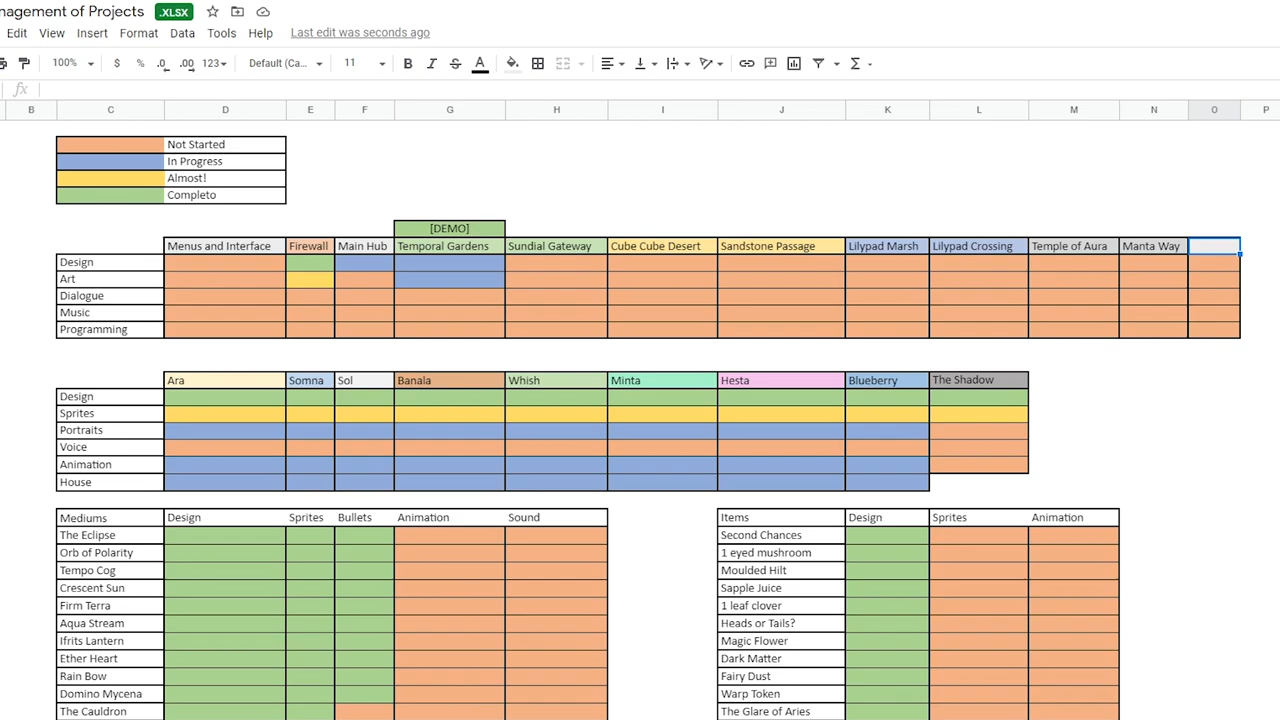 nagement of Projects .XLSX
Edit View Insert Format Data Tools Help Last edit was seconds ago
100% $ % .0 .00 123 Default (Ca... 11 B I S A Σ
fx
B C D E F G H I J K L M N O P
Not Started
In Progress
Almost!
Completo
[DEMO]
Menus and Interface Firewall Main Hub Temporal Gardens Sundial Gateway Cube Cube Desert Sandstone Passage Lilypad Marsh Lilypad Crossing Temple of Aura Manta Way
Design
Art
Dialogue
Music
Programming
Ara Somna Sol Banala Whish Minta Hesta Blueberry The Shadow
Design
Sprites
Portraits
Voice
Animation
House
Mediums Design Sprites Bullets Animation Sound Items Design Sprites Animation
The Eclipse Second Chances
Orb of Polarity 1 eyed mushroom
Tempo Cog Moulded Hilt
Crescent Sun Sapple Juice
Firm Terra 1 leaf clover
Aqua Stream Heads or Tails?
Ifrits Lantern Magic Flower
Ether Heart Dark Matter
Rain Bow Fairy Dust
Domino Mycena Warp Token
The Cauldron The Glare of Aries